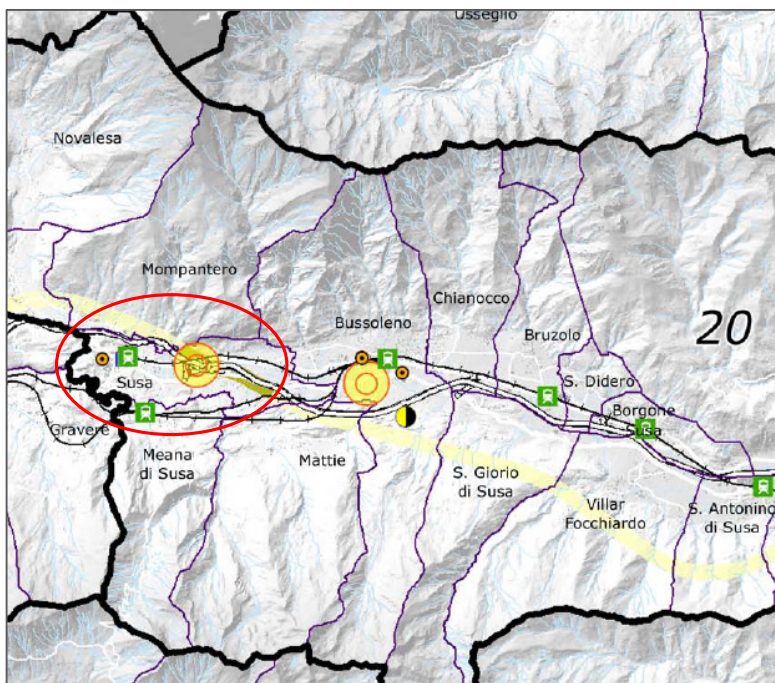 Usseglio
Novalesa
Mompantero
Chianocco
Bussoleno
Bruzolo
20
S. Didero
Susa
Borgone
Susa
Gravere
Meana
di Susa
Mattie
S. Giorio
di Susa
Villar
Focchiardo
S. Antonino
di Susa